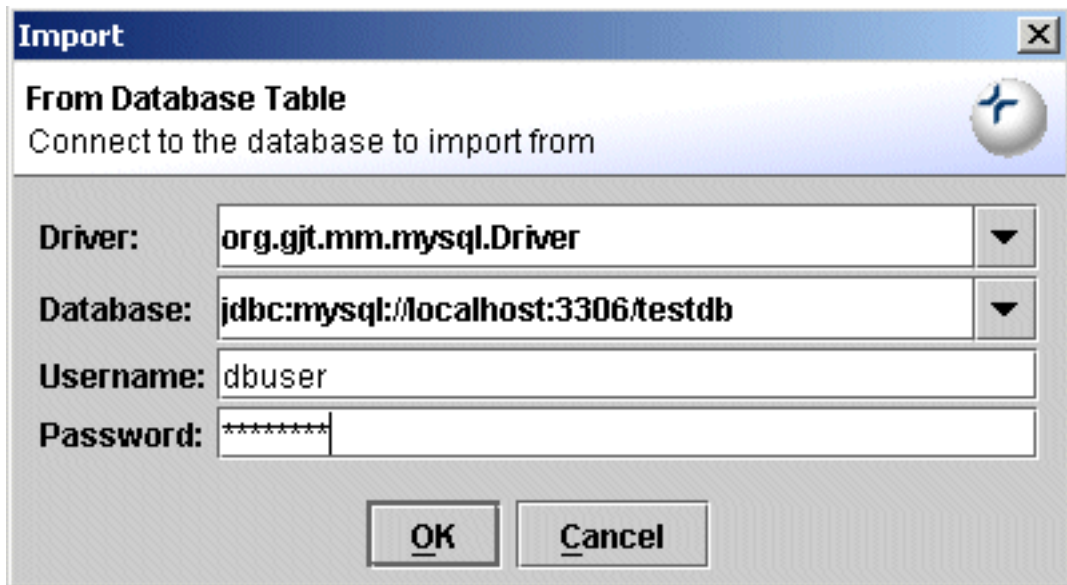 Import
From Database Table
Connect to the database to import from
Driver: org.gjt.mm.mysql.Driver
Database: jdbc:mysql://localhost:3306/testdb
Username: dbuser
Password: ********
OK Cancel